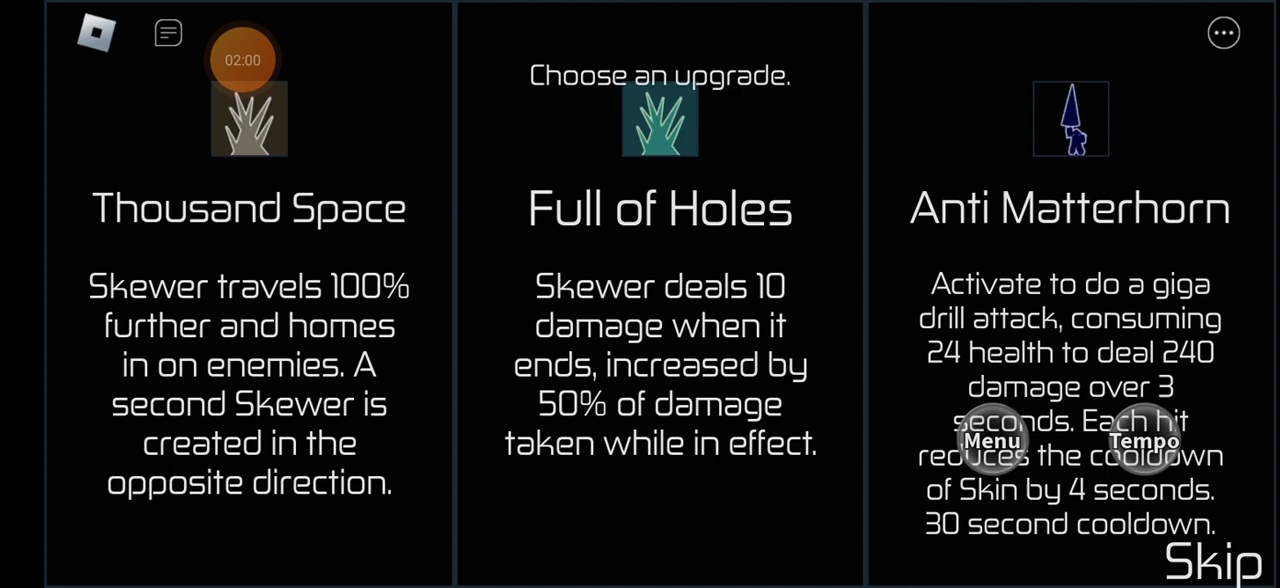 02:00
Choose an upgrade.
Thousand Space
Skewer travels 100%
further and homes
in on enemies. A
second Skewer is
created in the
opposite direction.
Full of Holes
Skewer deals 10
damage when it
ends, increased by
50% of damage
taken while in effect.
Anti Matterhorn
Activate to do a giga
drill attack, consuming
24 health to deal 240
damage over 3
seconds. Each hit
reduces the cooldown
of Skin by 4 seconds.
30 second cooldown.
Menu
Tempo
Skip